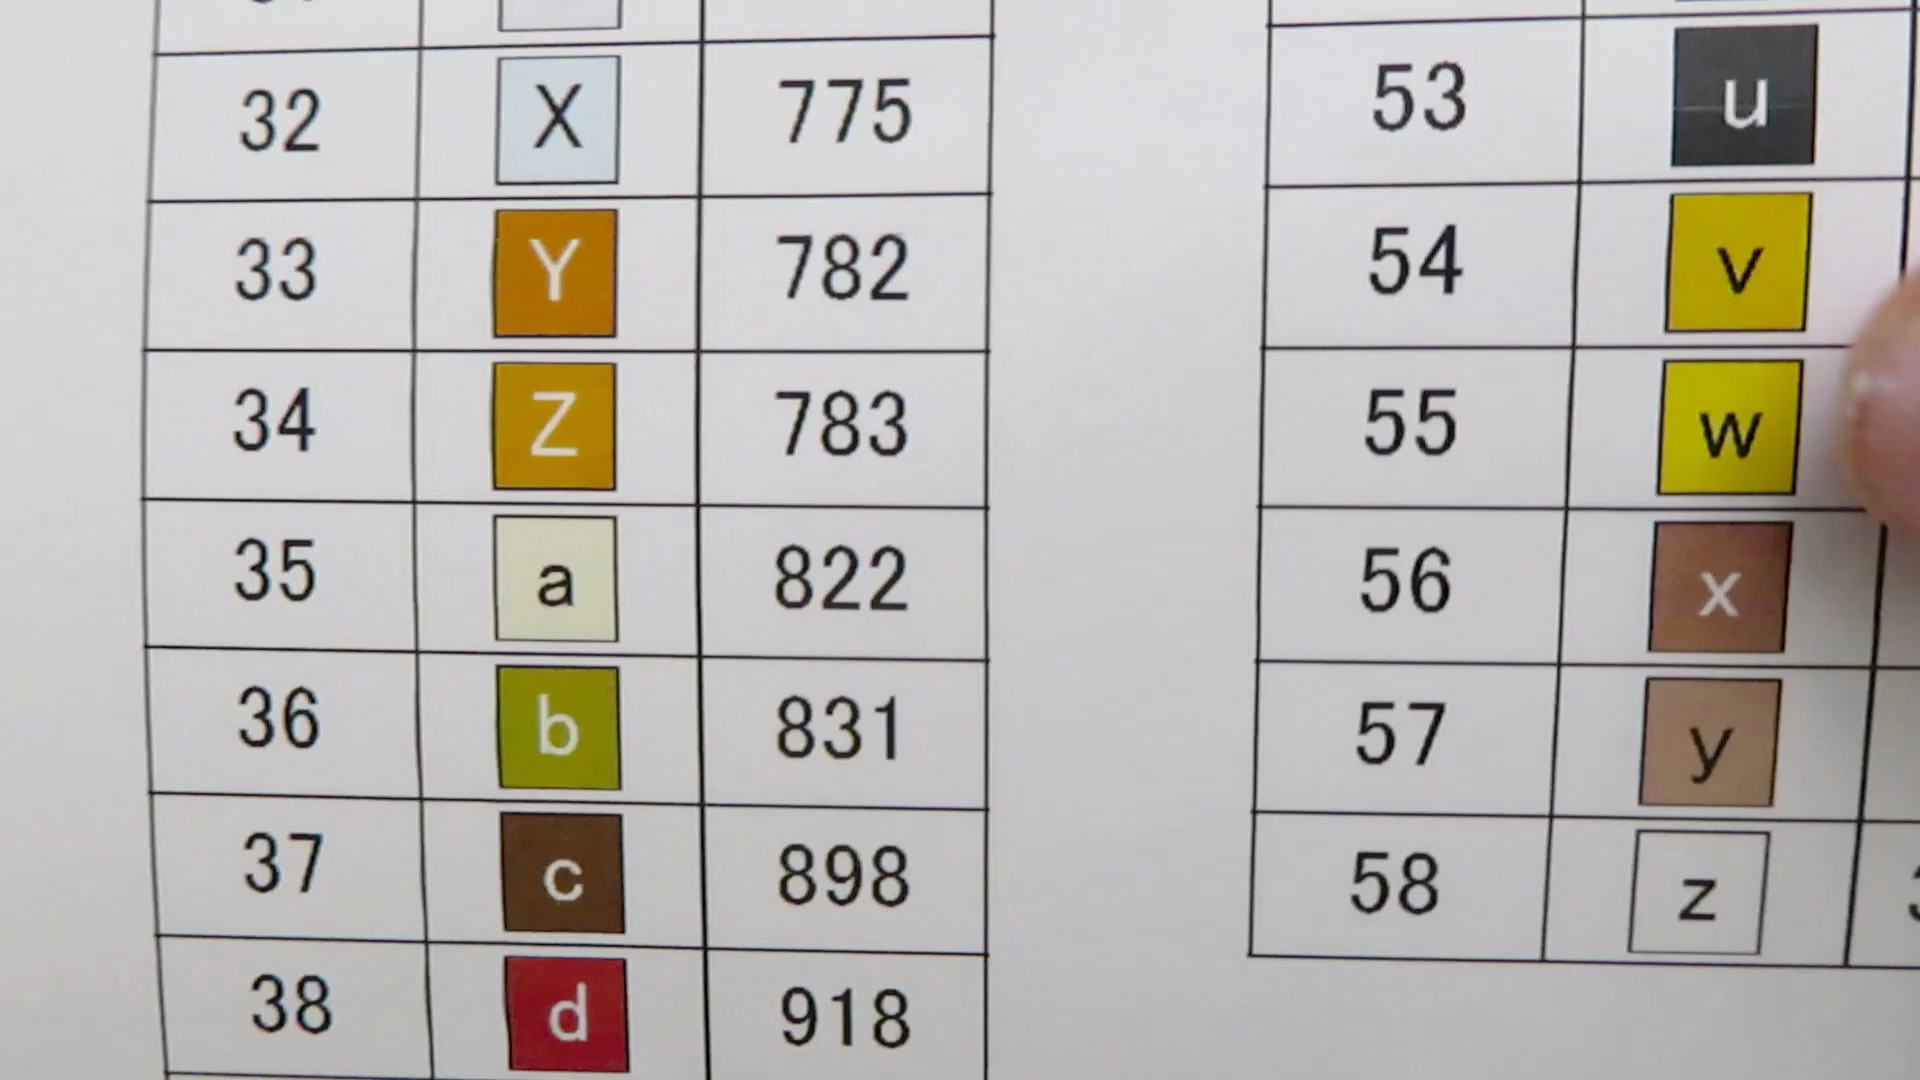 32 X 775
33 Y 782
34 Z 783
35 a 822
36 b 831
37 c 898
38 d 918
53 u
54 v
55 w
56 x
57 y
58 z